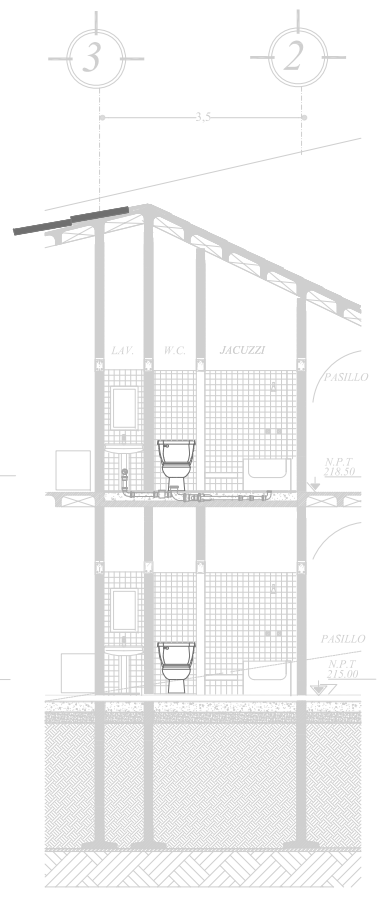 3
2
3,5
LAV. W.C. JACUZZI
PASILLO
N.P.T
218.50
PASILLO
N.P.T
215.00